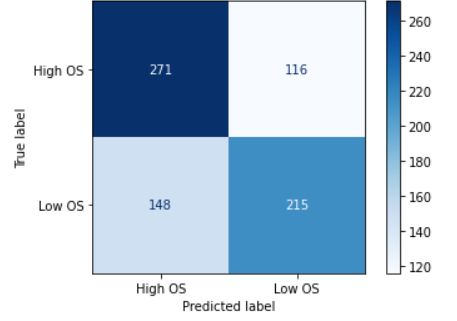 High OS
271
116
True label
Low OS
148
215
High OS
Low OS
Predicted label
260
240
220
200
180
160
140
120